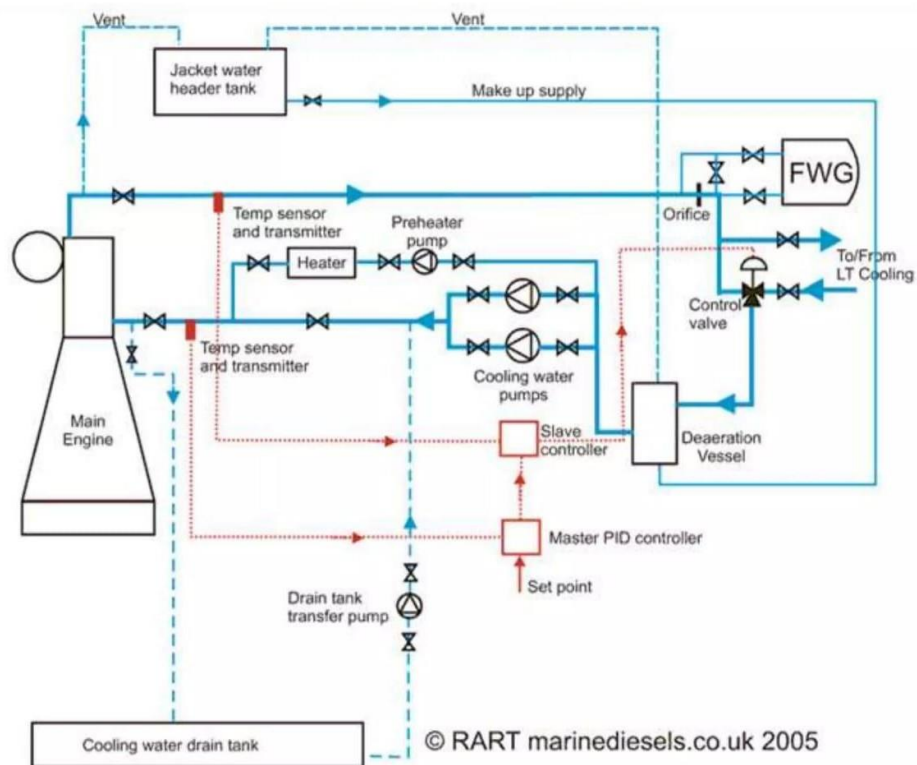 Vent
Vent
Jacket water
header tank
Make up supply
FWG
Orifice
Temp sensor
and transmitter
Preheater
pump
Heater
To/From
LT Cooling
Control
valve
Temp sensor
and transmitter
Cooling water
pumps
Main
Engine
Slave
controller
Deaeration
Vessel
Master PID controller
Set point
Drain tank
transfer pump
Cooling water drain tank
© RART marinediesels.co.uk 2005